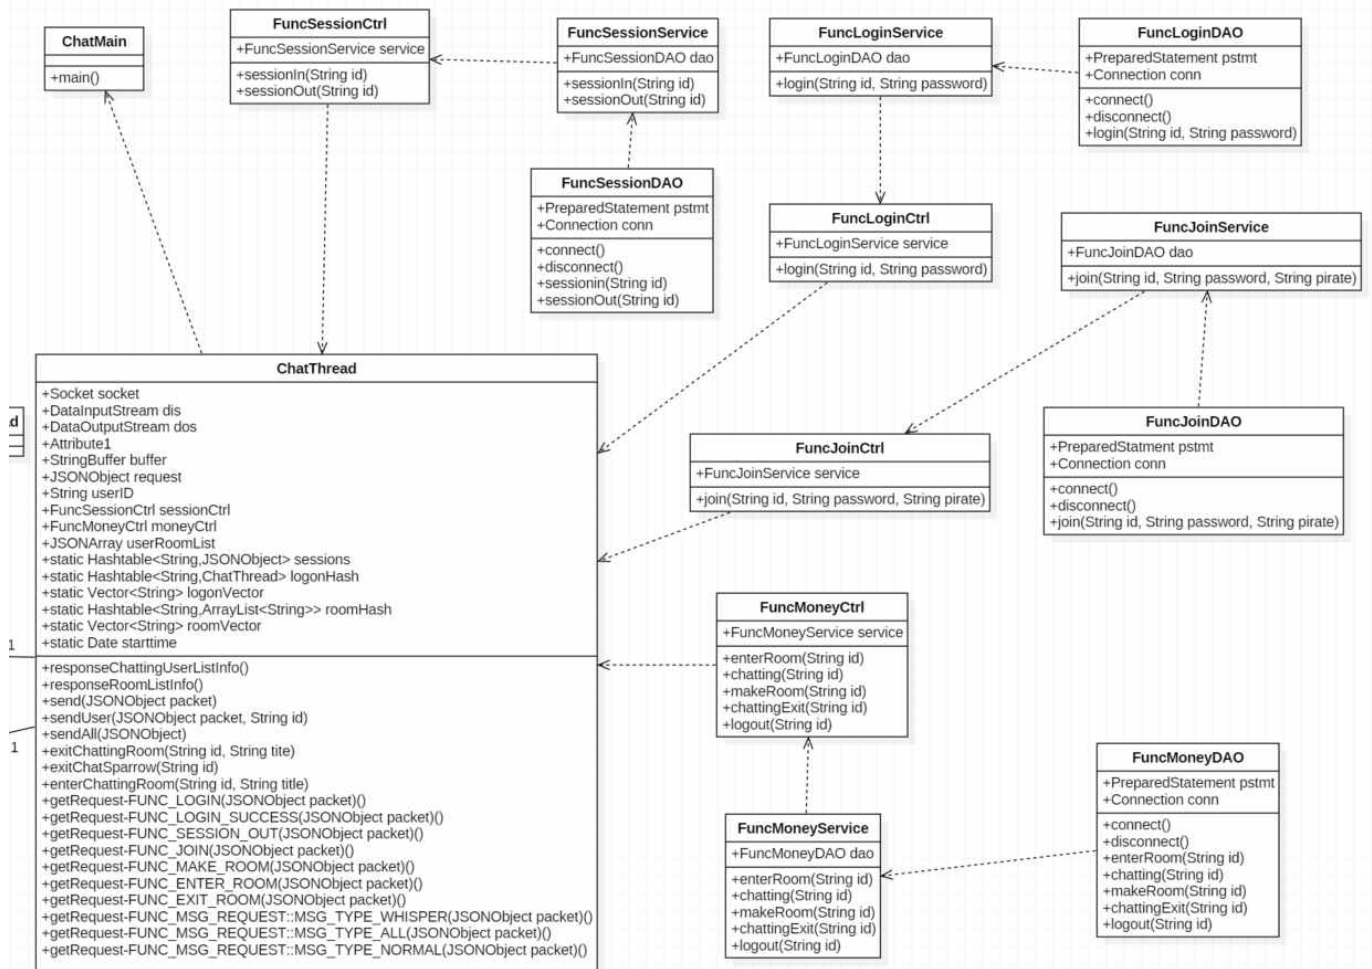 ChatMain
+main()
FuncSessionCtrl
+FuncSessionService service
+sessionIn(String id)
+sessionOut(String id)
FuncSessionService
+FuncSessionDAO dao
+sessionIn(String id)
+sessionOut(String id)
FuncLoginService
+FuncLoginDAO dao
+login(String id, String password)
FuncLoginDAO
+PreparedStatement pstmt
+Connection conn
+connect()
+disconnect()
+login(String id, String password)
FuncSessionDAO
+PreparedStatement pstmt
+Connection conn
+connect()
+disconnect()
+sessionin(String id)
+sessionOut(String id)
FuncLoginCtrl
+FuncLoginService service
+login(String id, String password)
FuncJoinService
+FuncJoinDAO dao
+join(String id, String password, String pirate)
ChatThread
+Socket socket
+DataInputStream dis
+DataOutputStream dos
+Attribute1
+StringBuffer buffer
+JSONObject request
+String userID
+FuncSessionCtrl sessionCtrl
+FuncMoneyCtrl moneyCtrl
+JSONArray userRoomList
+static Hashtable<String,JSONObject> sessions
+static Hashtable<String,ChatThread> logonHash
+static Vector<String> logonVector
+static Hashtable<String,ArrayList<String>> roomHash
+static Vector<String> roomVector
+static Date starttime
+responseChattingUserListInfo()
+responseRoomListInfo()
+send(JSONObject packet)
+sendUser(JSONObject packet, String id)
+sendAll(JSONObject)
+exitChattingRoom(String id, String tite)
+exitChatSparrow(String id)
+enterChattingRoom(String id, String title)
+getRequest-FUNC_LOGIN(JSONObject packet)()
+getRequest-FUNC_LOGIN_SUCCESS(JSONObject packet)()
+getRequest-FUNC_SESSION_OUT(JSONObject packet)()
+getRequest-FUNC_JOIN(JSONObject packet)()
+getRequest-FUNC_MAKE_ROOM(JSONObject packet)()
+getRequest-FUNC_ENTER_ROOM(JSONObject packet)()
+getRequest-FUNC_EXIT_ROOM(JSONObject packet)()
+getRequest-FUNC_MSG_REQUEST::MSG_TYPE_WHISPER(JSONObject packet)()
+getRequest-FUNC_MSG_REQUEST::MSG_TYPE_ALL(JSONObject packet)()
+getRequest-FUNC_MSG_REQUEST::MSG_TYPE_NORMAL(JSONObject packet)()
1
1
FuncJoinCtrl
+FuncJoinService service
+join(String id, String password, String pirate)
FuncJoinDAO
+PreparedStatment pstmt
+Connection conn
+connect()
+disconnect()
+join(String id, String password, String pirate)
FuncMoneyCtrl
+FuncMoneyService service
+enterRoom(String id)
+chatting(String id)
+makeRoom(String id)
+chattingExit(String id)
+logout(String id)
FuncMoneyService
+FuncMoneyDAO dao
+enterRoom(String id)
+chatting(String id)
+makeRoom(String id)
+chattingExit(String id)
+logout(String id)
FuncMoneyDAO
+PreparedStatement pstmt
+Connection conn
+connect()
+disconnect()
+enterRoom(String id)
+chatting(String id)
+makeRoom(String id)
+chattingExit(String id)
+logout(String id)